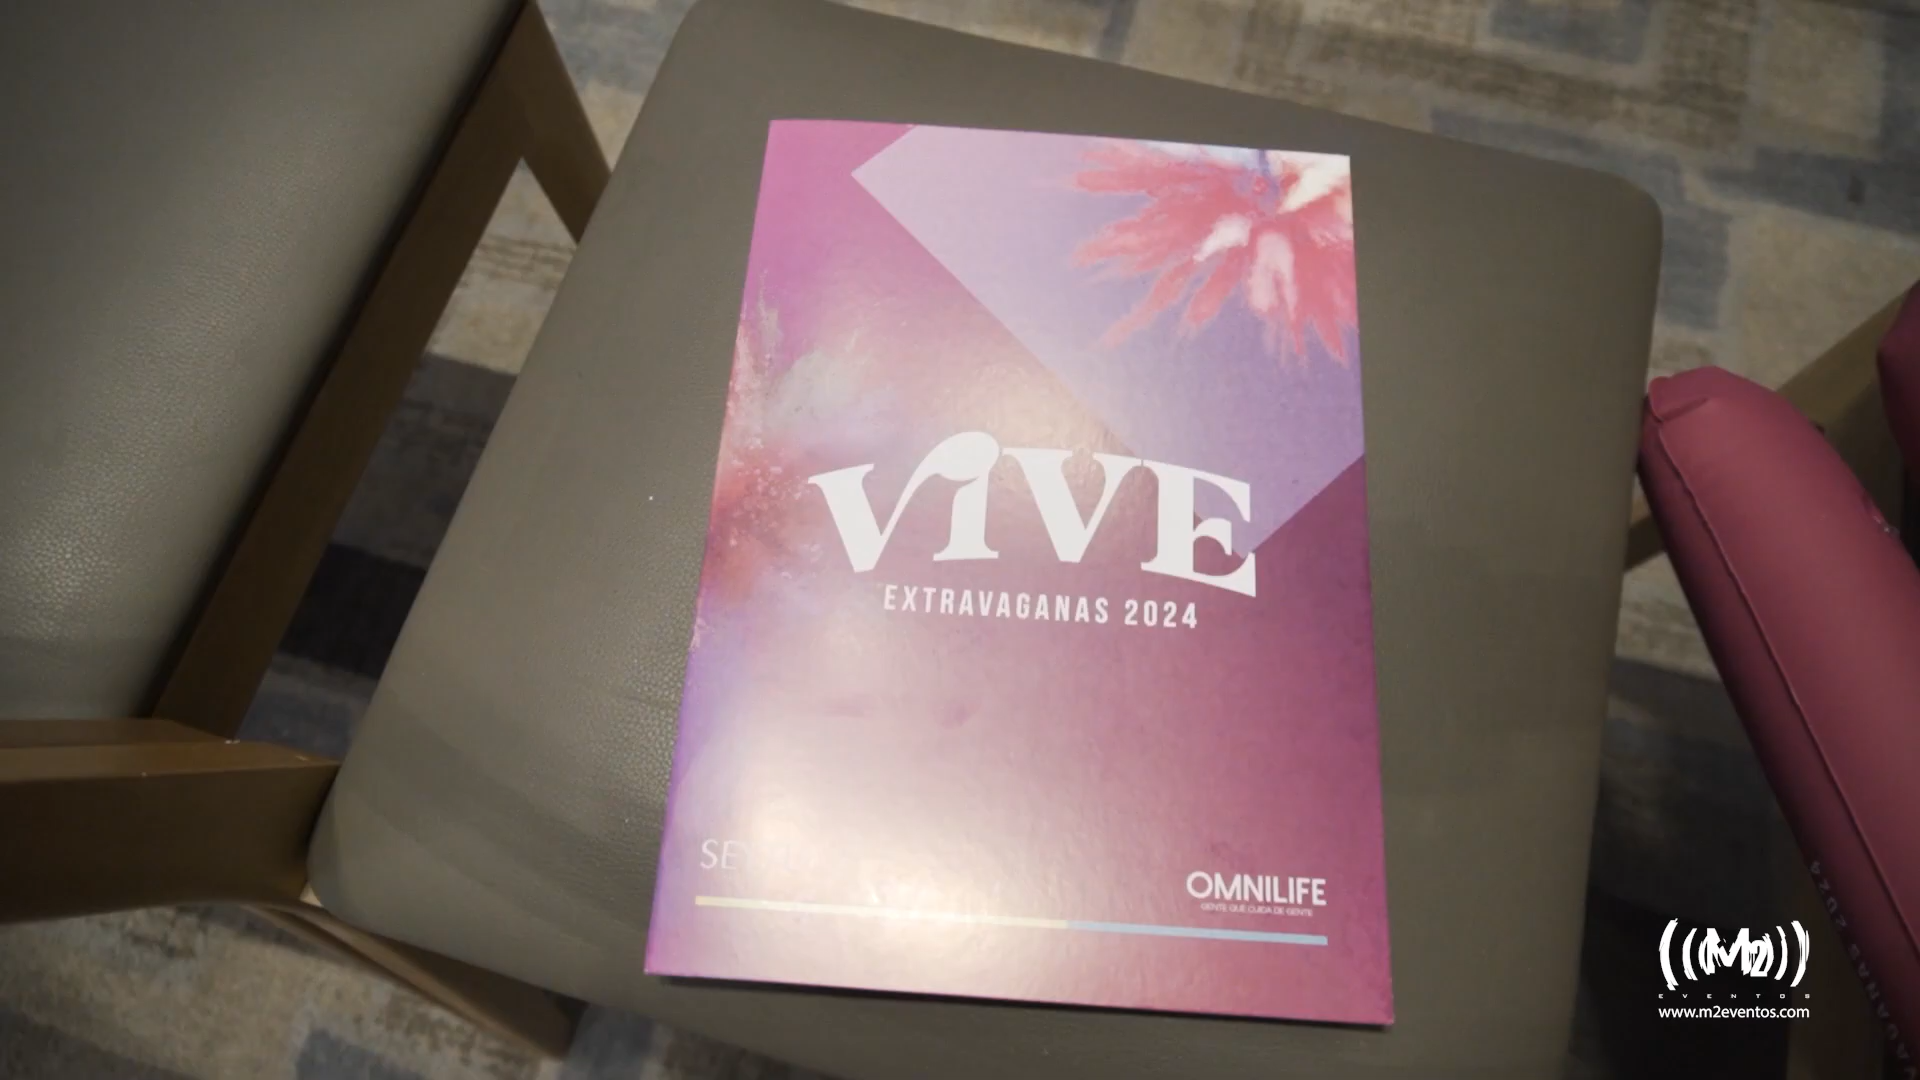 VIVE
EXTRAVAGANAS 2024
OMNILIFE
GENTE QUE CUIDA DE GENTE
((M2))
EVENTOS
www.m2eventos.com